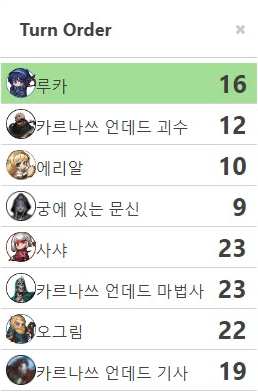 Turn Order ×
루카 16
카르나쓰 언데드 괴수 12
에리알 10
궁에 있는 문신 9
사샤 23
카르나쓰 언데드 마법사 23
오그림 22
카르나쓰 언데드 기사 19